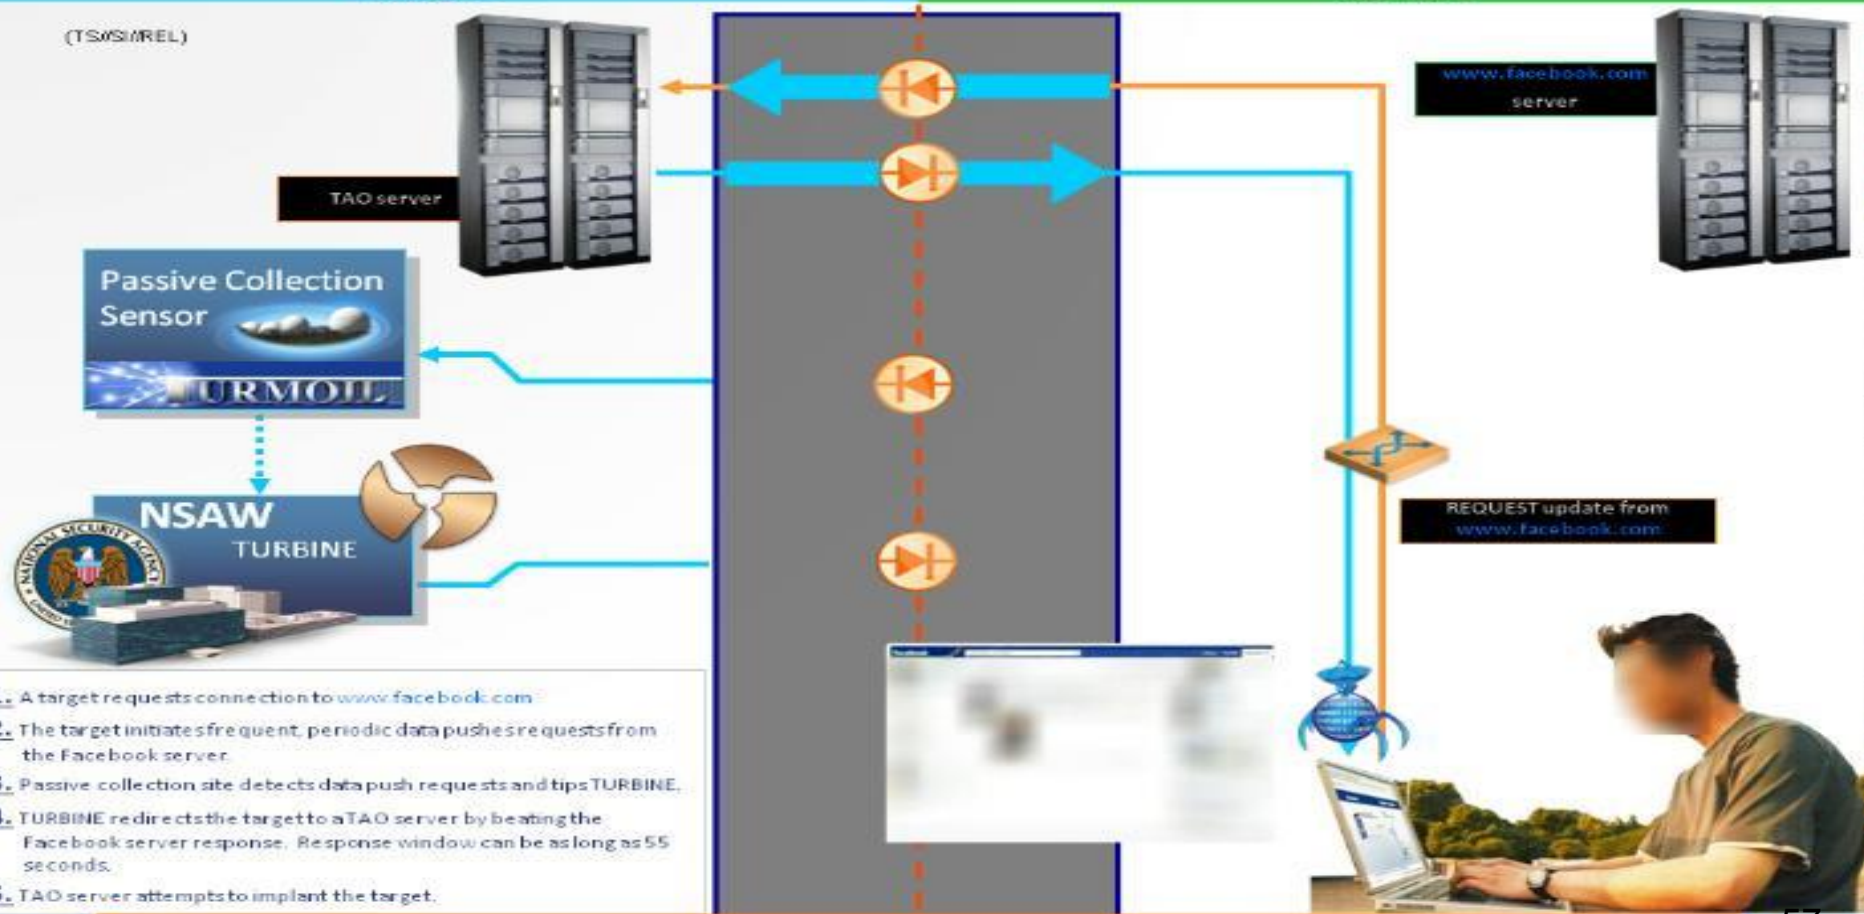 (TS//SI//REL)
www.facebook.com
server
TAO server
Passive Collection
Sensor
TURMOIL
NSAW
TURBINE
NATIONAL SECURITY AGENCY
REQUEST update from
www.facebook.com
facebook
A target requests connection to www.facebook.com
The target initiates frequent, periodic data pushes requests from
the Facebook server.
Passive collection site detects data push requests and tips TURBINE.
TURBINE redirects the target to a TAO server by beating the
Facebook server response. Response window can be as long as 55
seconds.
TAO server attempts to implant the target.